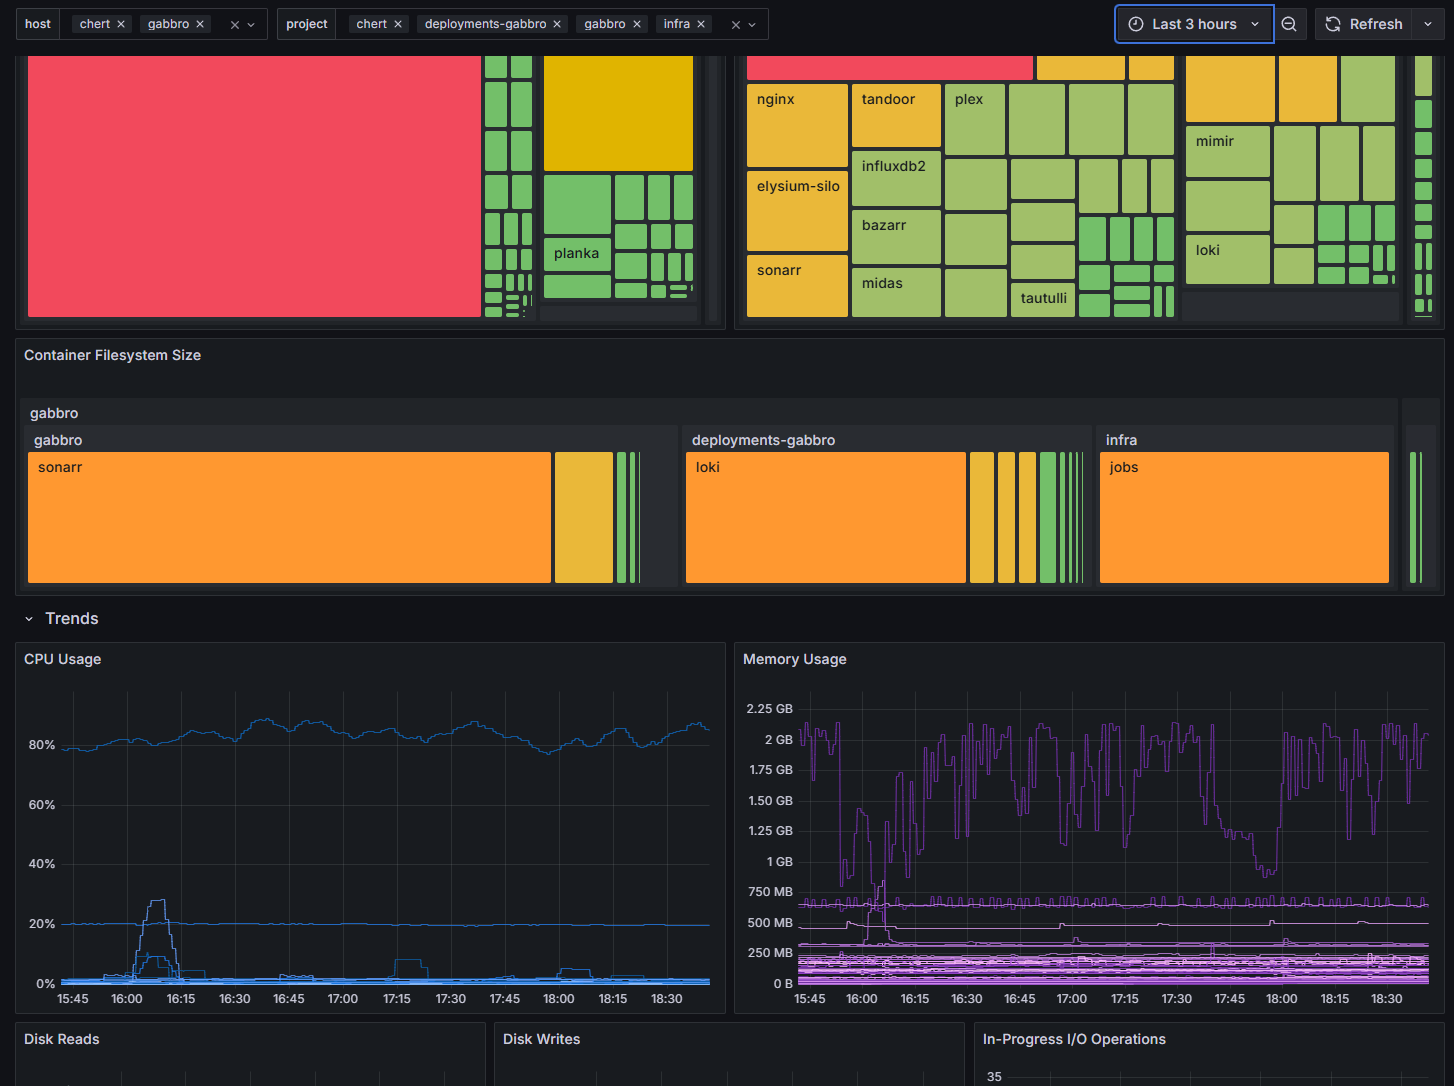 host chert gabbro project chert deployments-gabbro gabbro infra Last 3 hours Refresh
nginx tandoor plex
mimir
influxdb2
elysium-silo
bazarr
planka loki
sonarr
midas
tautulli
Container Filesystem Size
gabbro
gabbro deployments-gabbro infra
sonarr loki jobs
Trends
CPU Usage
80%
60%
40%
20%
0%
15:45 16:00 16:15 16:30 16:45 17:00 17:15 17:30 17:45 18:00 18:15 18:30
Memory Usage
2.25 GB
2 GB
1.75 GB
1.50 GB
1.25 GB
1 GB
750 MB
500 MB
250 MB
0 B
15:45 16:00 16:15 16:30 16:45 17:00 17:15 17:30 17:45 18:00 18:15 18:30
Disk Reads
Disk Writes
In-Progress I/O Operations
35